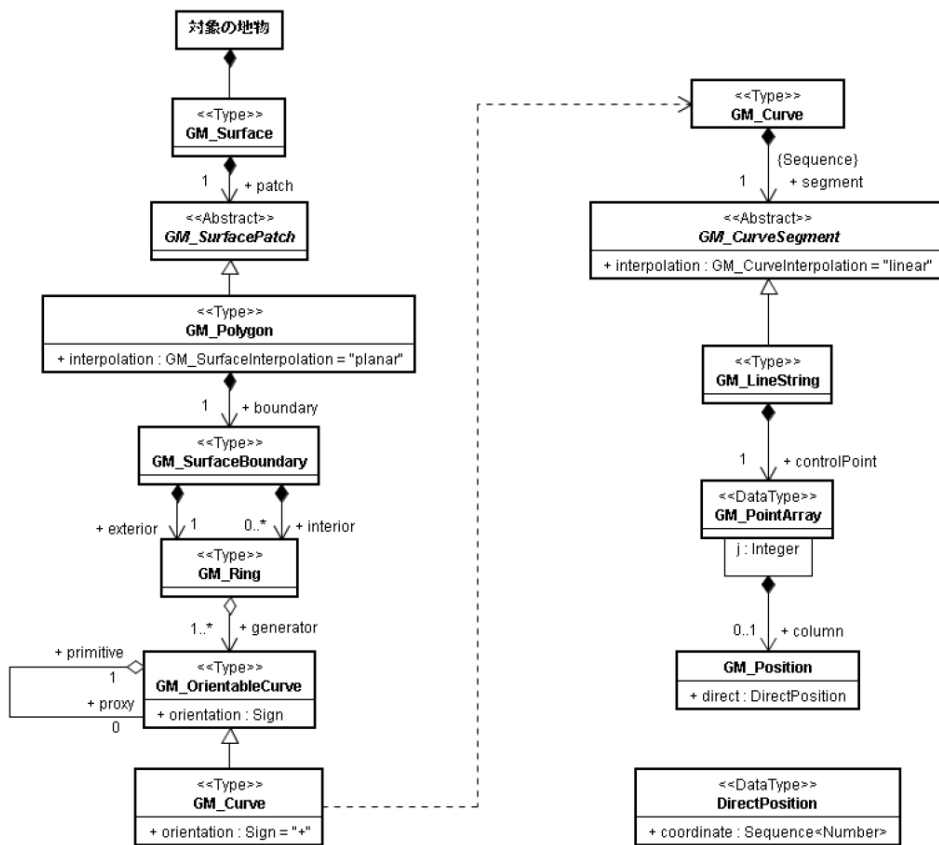 対象の地物
<<Type>>
GM_Surface
1
+ patch
<<Abstract>>
GM_SurfacePatch
<<Type>>
GM_Polygon
+ interpolation : GM_SurfaceInterpolation = "planar"
1
+ boundary
<<Type>>
GM_SurfaceBoundary
+ exterior
1
0..*
+ interior
<<Type>>
GM_Ring
1..*
+ generator
+ primitive
1
+ proxy
0
<<Type>>
GM_OrientableCurve
+ orientation : Sign
<<Type>>
GM_Curve
+ orientation : Sign = "+"
<<Type>>
GM_Curve
{Sequence}
1
+ segment
<<Abstract>>
GM_CurveSegment
+ interpolation : GM_CurveInterpolation = "linear"
<<Type>>
GM_LineString
1
+ controlPoint
<<DataType>>
GM_PointArray
j : Integer
0..1
+ column
GM_Position
+ direct : DirectPosition
<<DataType>>
DirectPosition
+ coordinate : Sequence<Number>